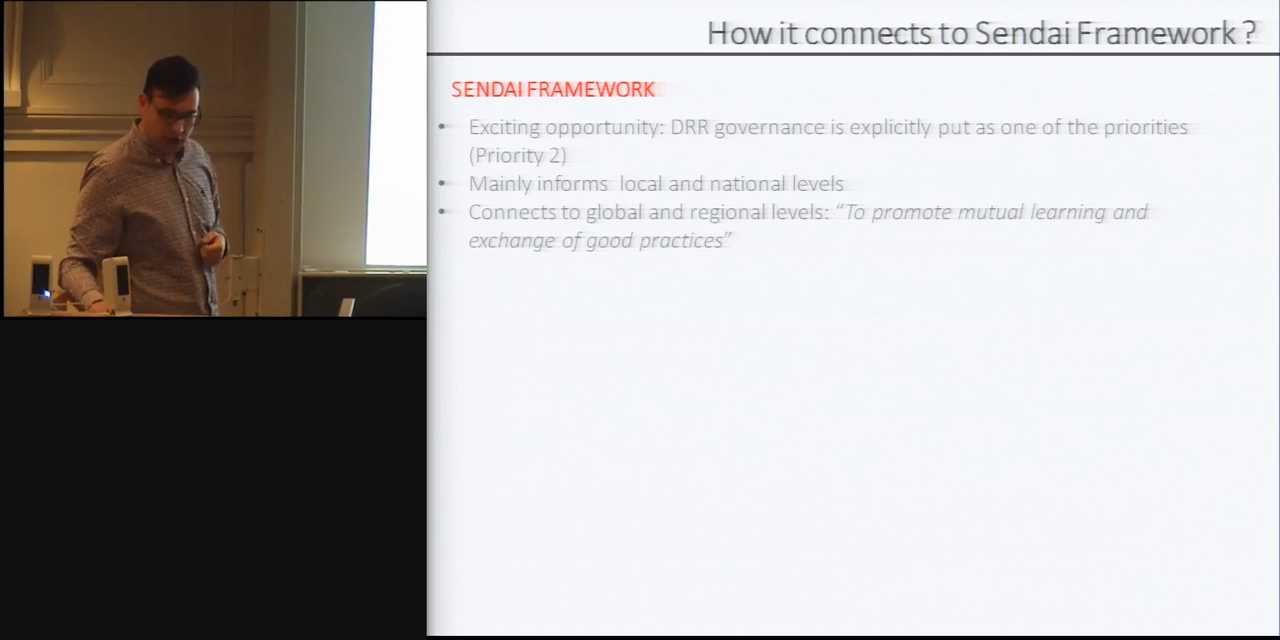 How it connects to Sendai Framework ?
SENDAI FRAMEWORK
• Exciting opportunity: DRR governance is explicitly put as one of the priorities
(Priority 2)
• Mainly informs local and national levels
• Connects to global and regional levels: “To promote mutual learning and
exchange of good practices”